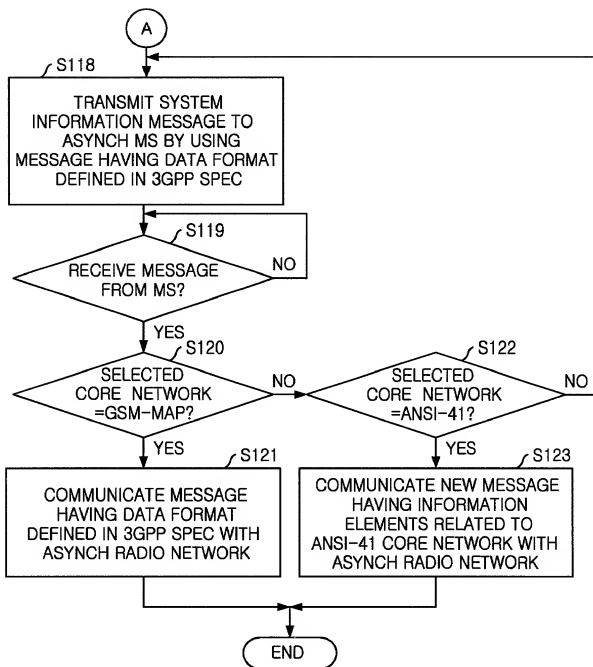 A
S118
TRANSMIT SYSTEM
INFORMATION MESSAGE TO
ASYNCH MS BY USING
MESSAGE HAVING DATA FORMAT
DEFINED IN 3GPP SPEC
S119
RECEIVE MESSAGE
FROM MS?
NO
YES
S120
SELECTED
CORE NETWORK
=GSM-MAP?
NO
YES
S122
SELECTED
CORE NETWORK
=ANSI-41?
NO
YES
S121
COMMUNICATE MESSAGE
HAVING DATA FORMAT
DEFINED IN 3GPP SPEC WITH
ASYNCH RADIO NETWORK
S123
COMMUNICATE NEW MESSAGE
HAVING INFORMATION
ELEMENTS RELATED TO
ANSI-41 CORE NETWORK WITH
ASYNCH RADIO NETWORK
END